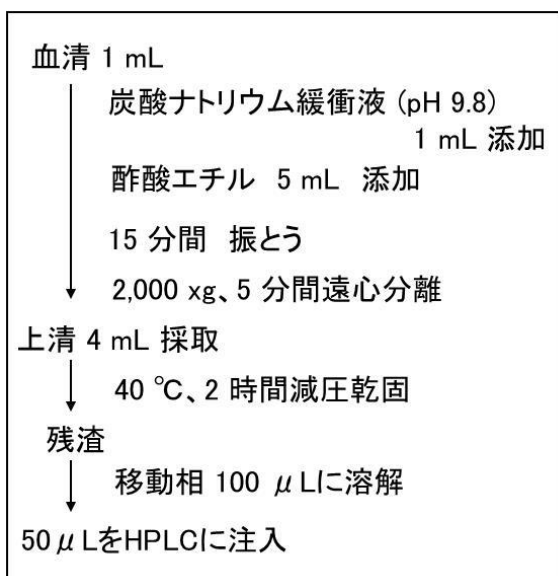 血清 1 mL
炭酸ナトリウム緩衝液 (pH 9.8)
1 mL 添加
酢酸エチル 5 mL 添加
15 分間 振とう
2,000 xg、5 分間遠心分離
上清 4 mL 採取
40 ℃、2 時間減圧乾固
残渣
移動相 100 μLに溶解
50μLをHPLCに注入